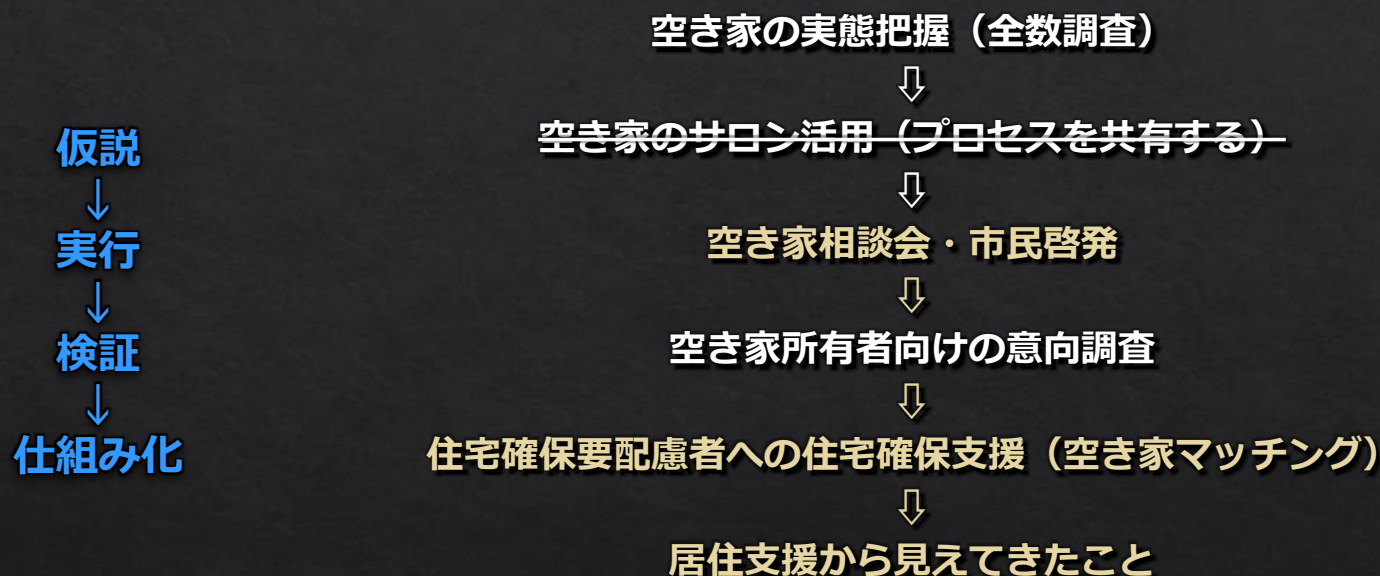 仮説
↓
実行
↓
検証
↓
仕組み化
空き家の実態把握（全数調査）
⇩
空き家のサロン活用（プロセスを共有する）
⇩
空き家相談会・市民啓発
⇩
空き家所有者向けの意向調査
⇩
住宅確保要配慮者への住宅確保支援（空き家マッチング）
⇩
居住支援から見えてきたこと